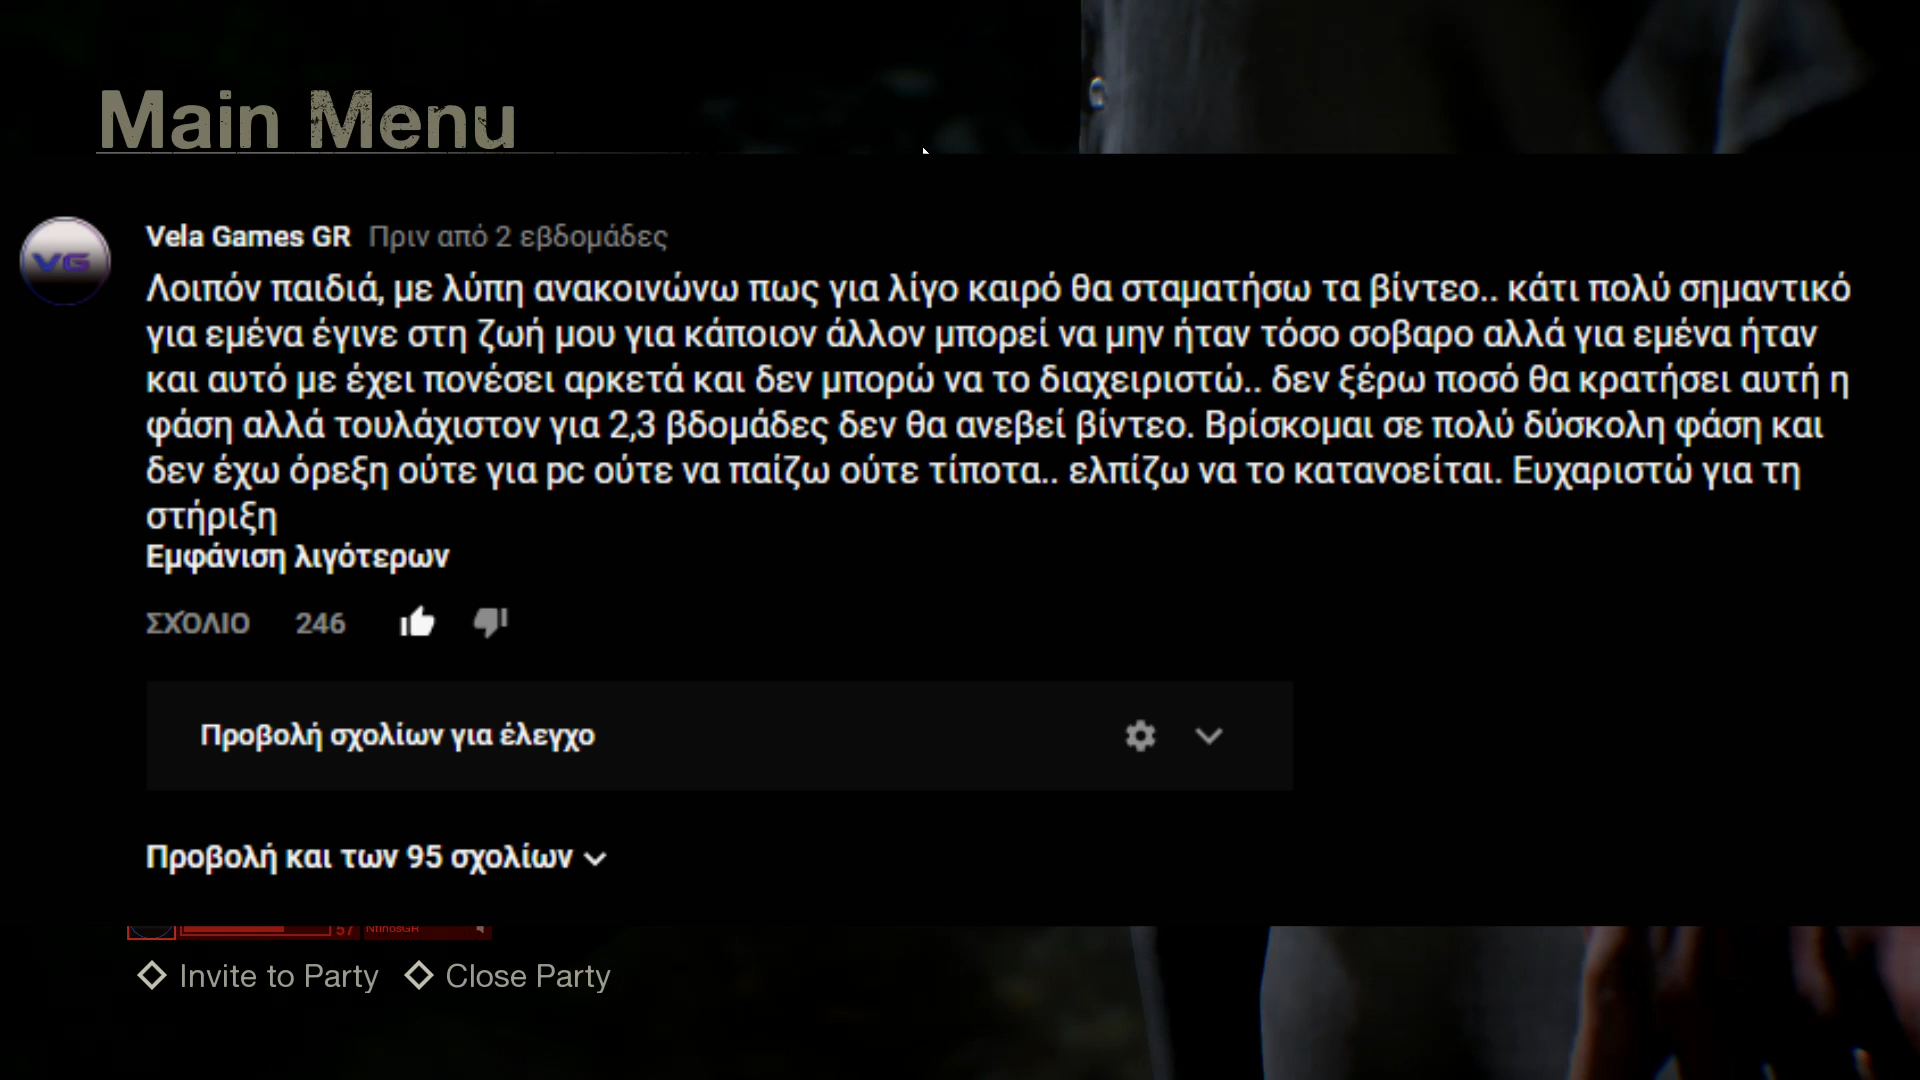 Main Menu
VG
Vela Games GR Πριν από 2 εβδομάδες
Λοιπόν παιδιά, με λύπη ανακοινώνω πως για λίγο καιρό θα σταματήσω τα βίντεο.. κάτι πολύ σημαντικό
για εμένα έγινε στη ζωή μου για κάποιον άλλον μπορεί να μην ήταν τόσο σοβαρο αλλά για εμένα ήταν
και αυτό με έχει πονέσει αρκετά και δεν μπορώ να το διαχειριστώ.. δεν ξέρω ποσό θα κρατήσει αυτή η
φάση αλλά τουλάχιστον για 2,3 βδομάδες δεν θα ανεβεί βίντεο. Βρίσκομαι σε πολύ δύσκολη φάση και
δεν έχω όρεξη ούτε για pc ούτε να παίζω ούτε τίποτα.. ελπίζω να το κατανοείται. Ευχαριστώ για τη
στήριξη
Εμφάνιση λιγότερων
ΣΧΌΛΙΟ 246
Προβολή σχολίων για έλεγχο
Προβολή και των 95 σχολίων
57
Invite to Party Close Party